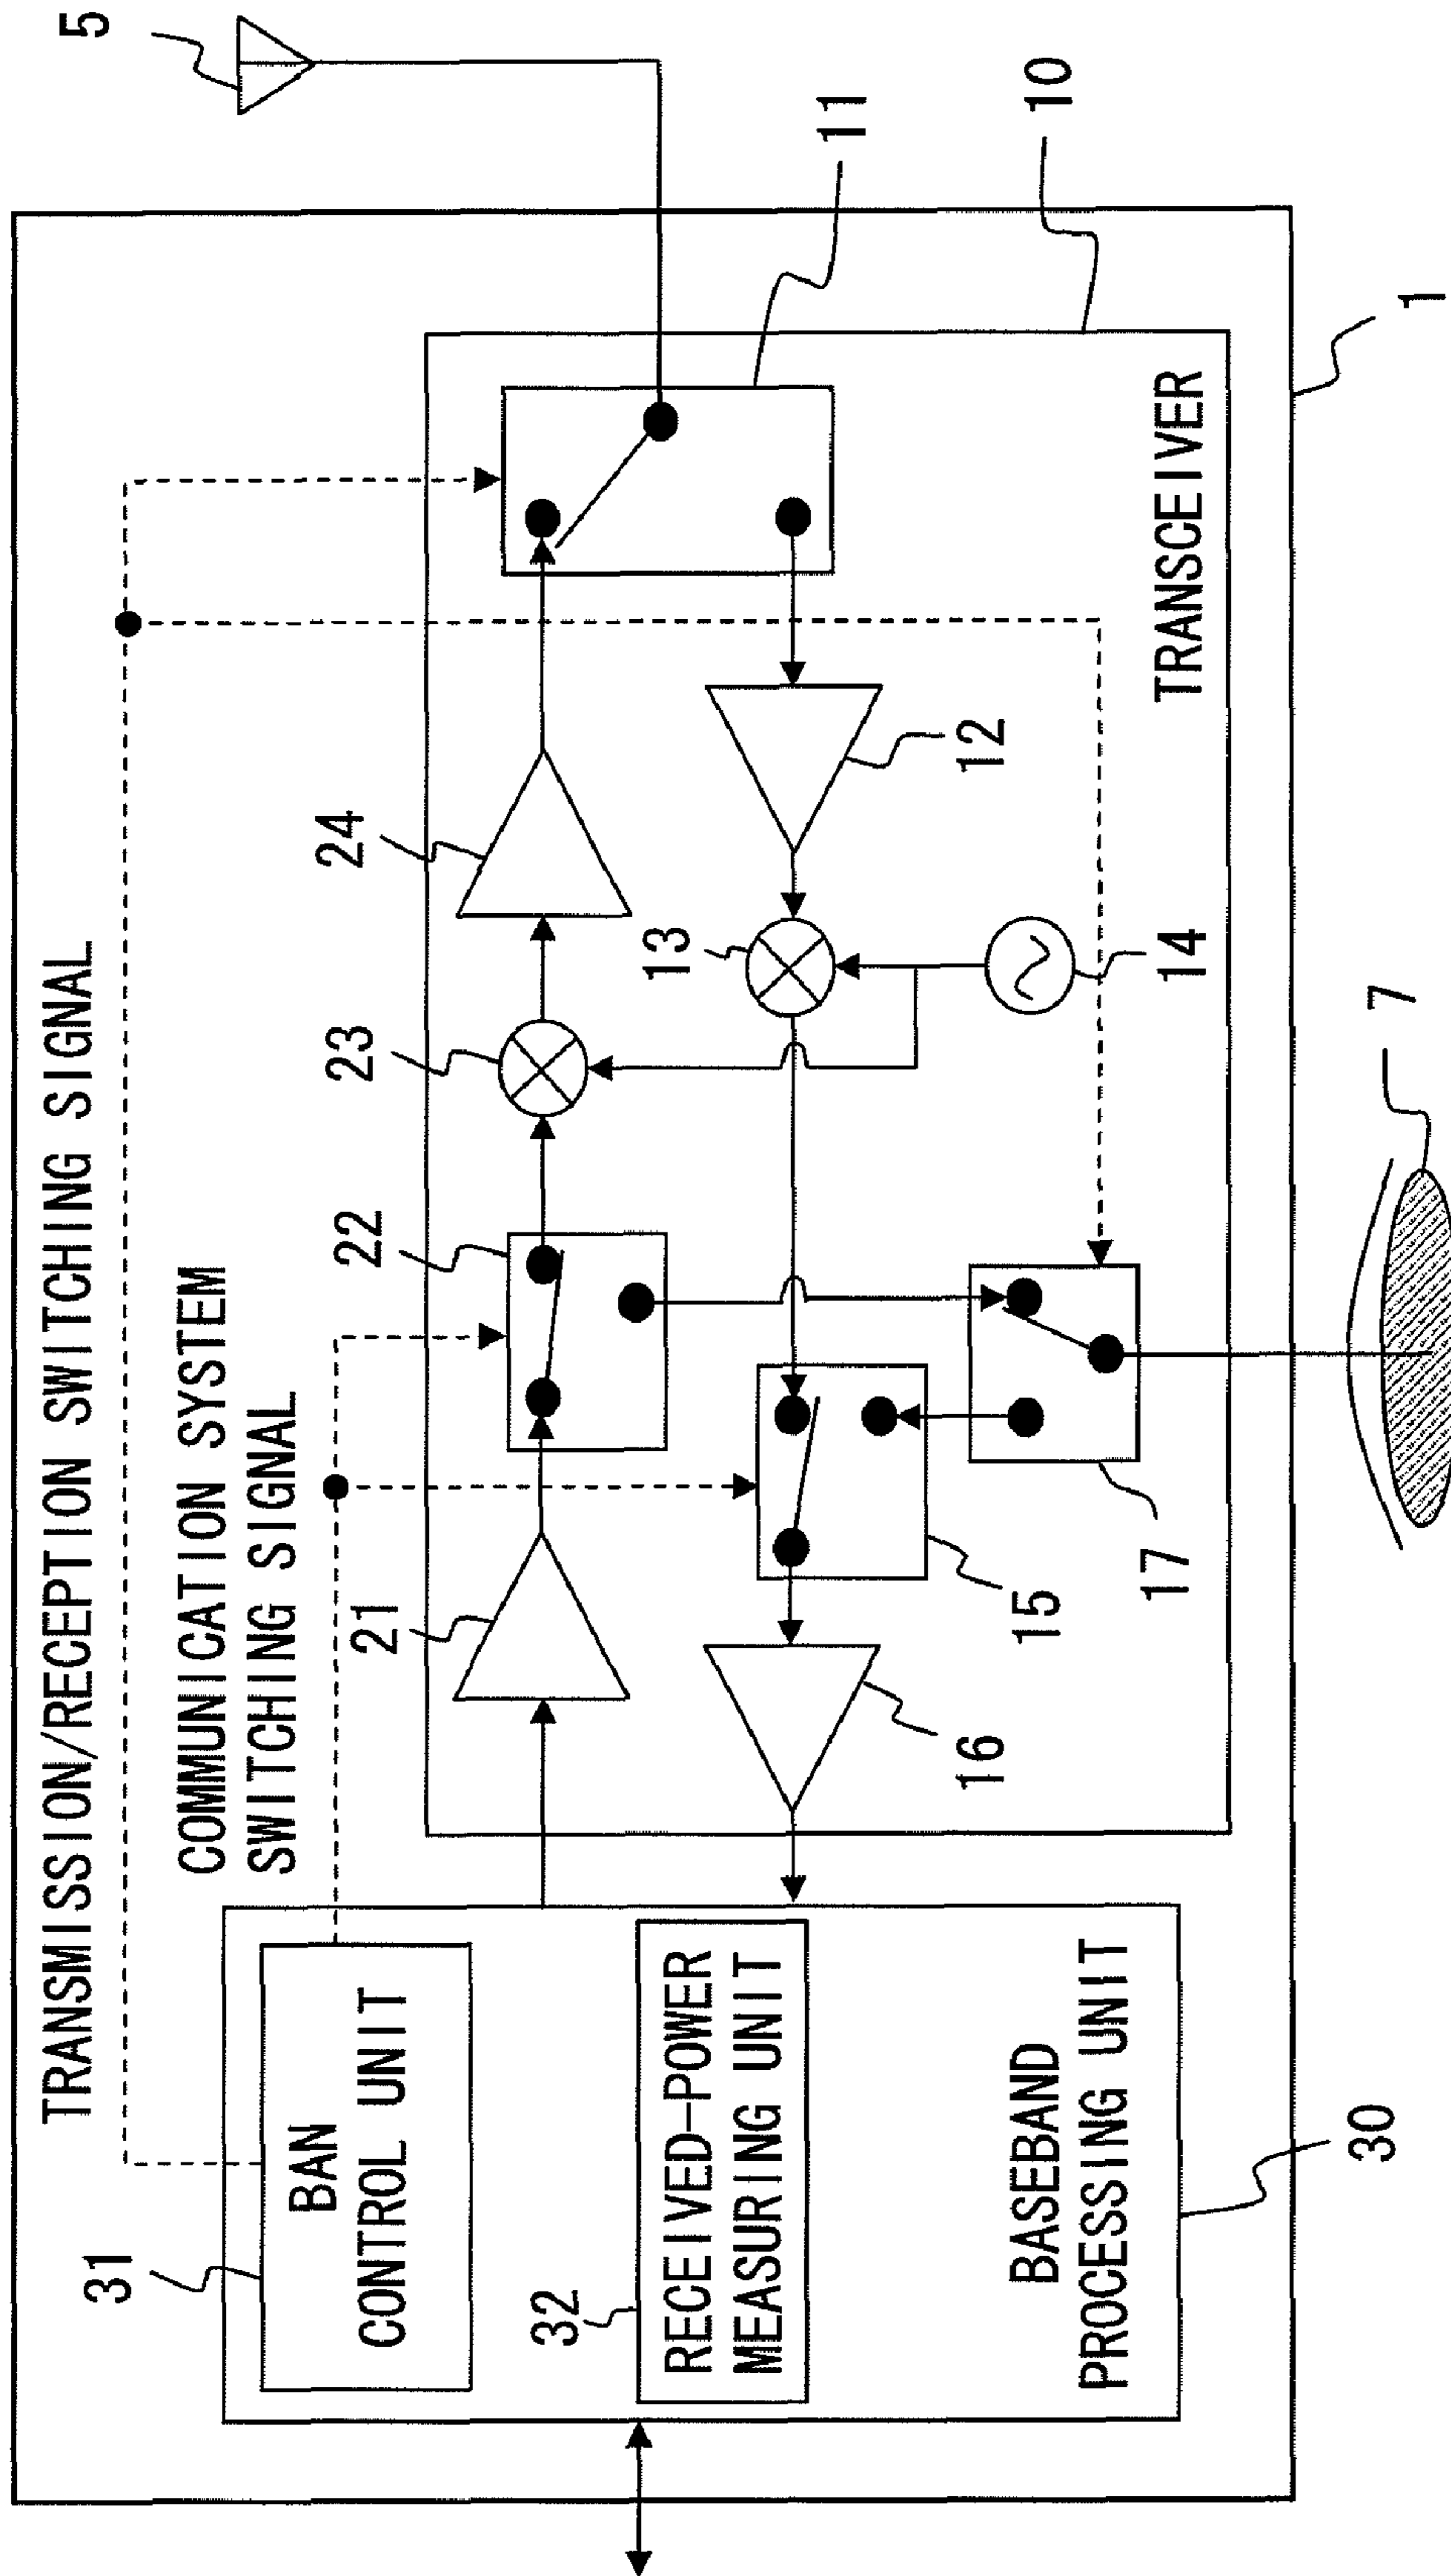 TRANSMISSION/RECEPTION SWITCHING SIGNAL
COMMUNICATION SYSTEM
SWITCHING SIGNAL
5
31
BAN
CONTROL UNIT
32
RECEIVED-POWER
MEASURING UNIT
BASEBAND
PROCESSING UNIT
30
21
22
23
24
11
10
16
15
13
12
14
17
TRANSCEIVER
1
7